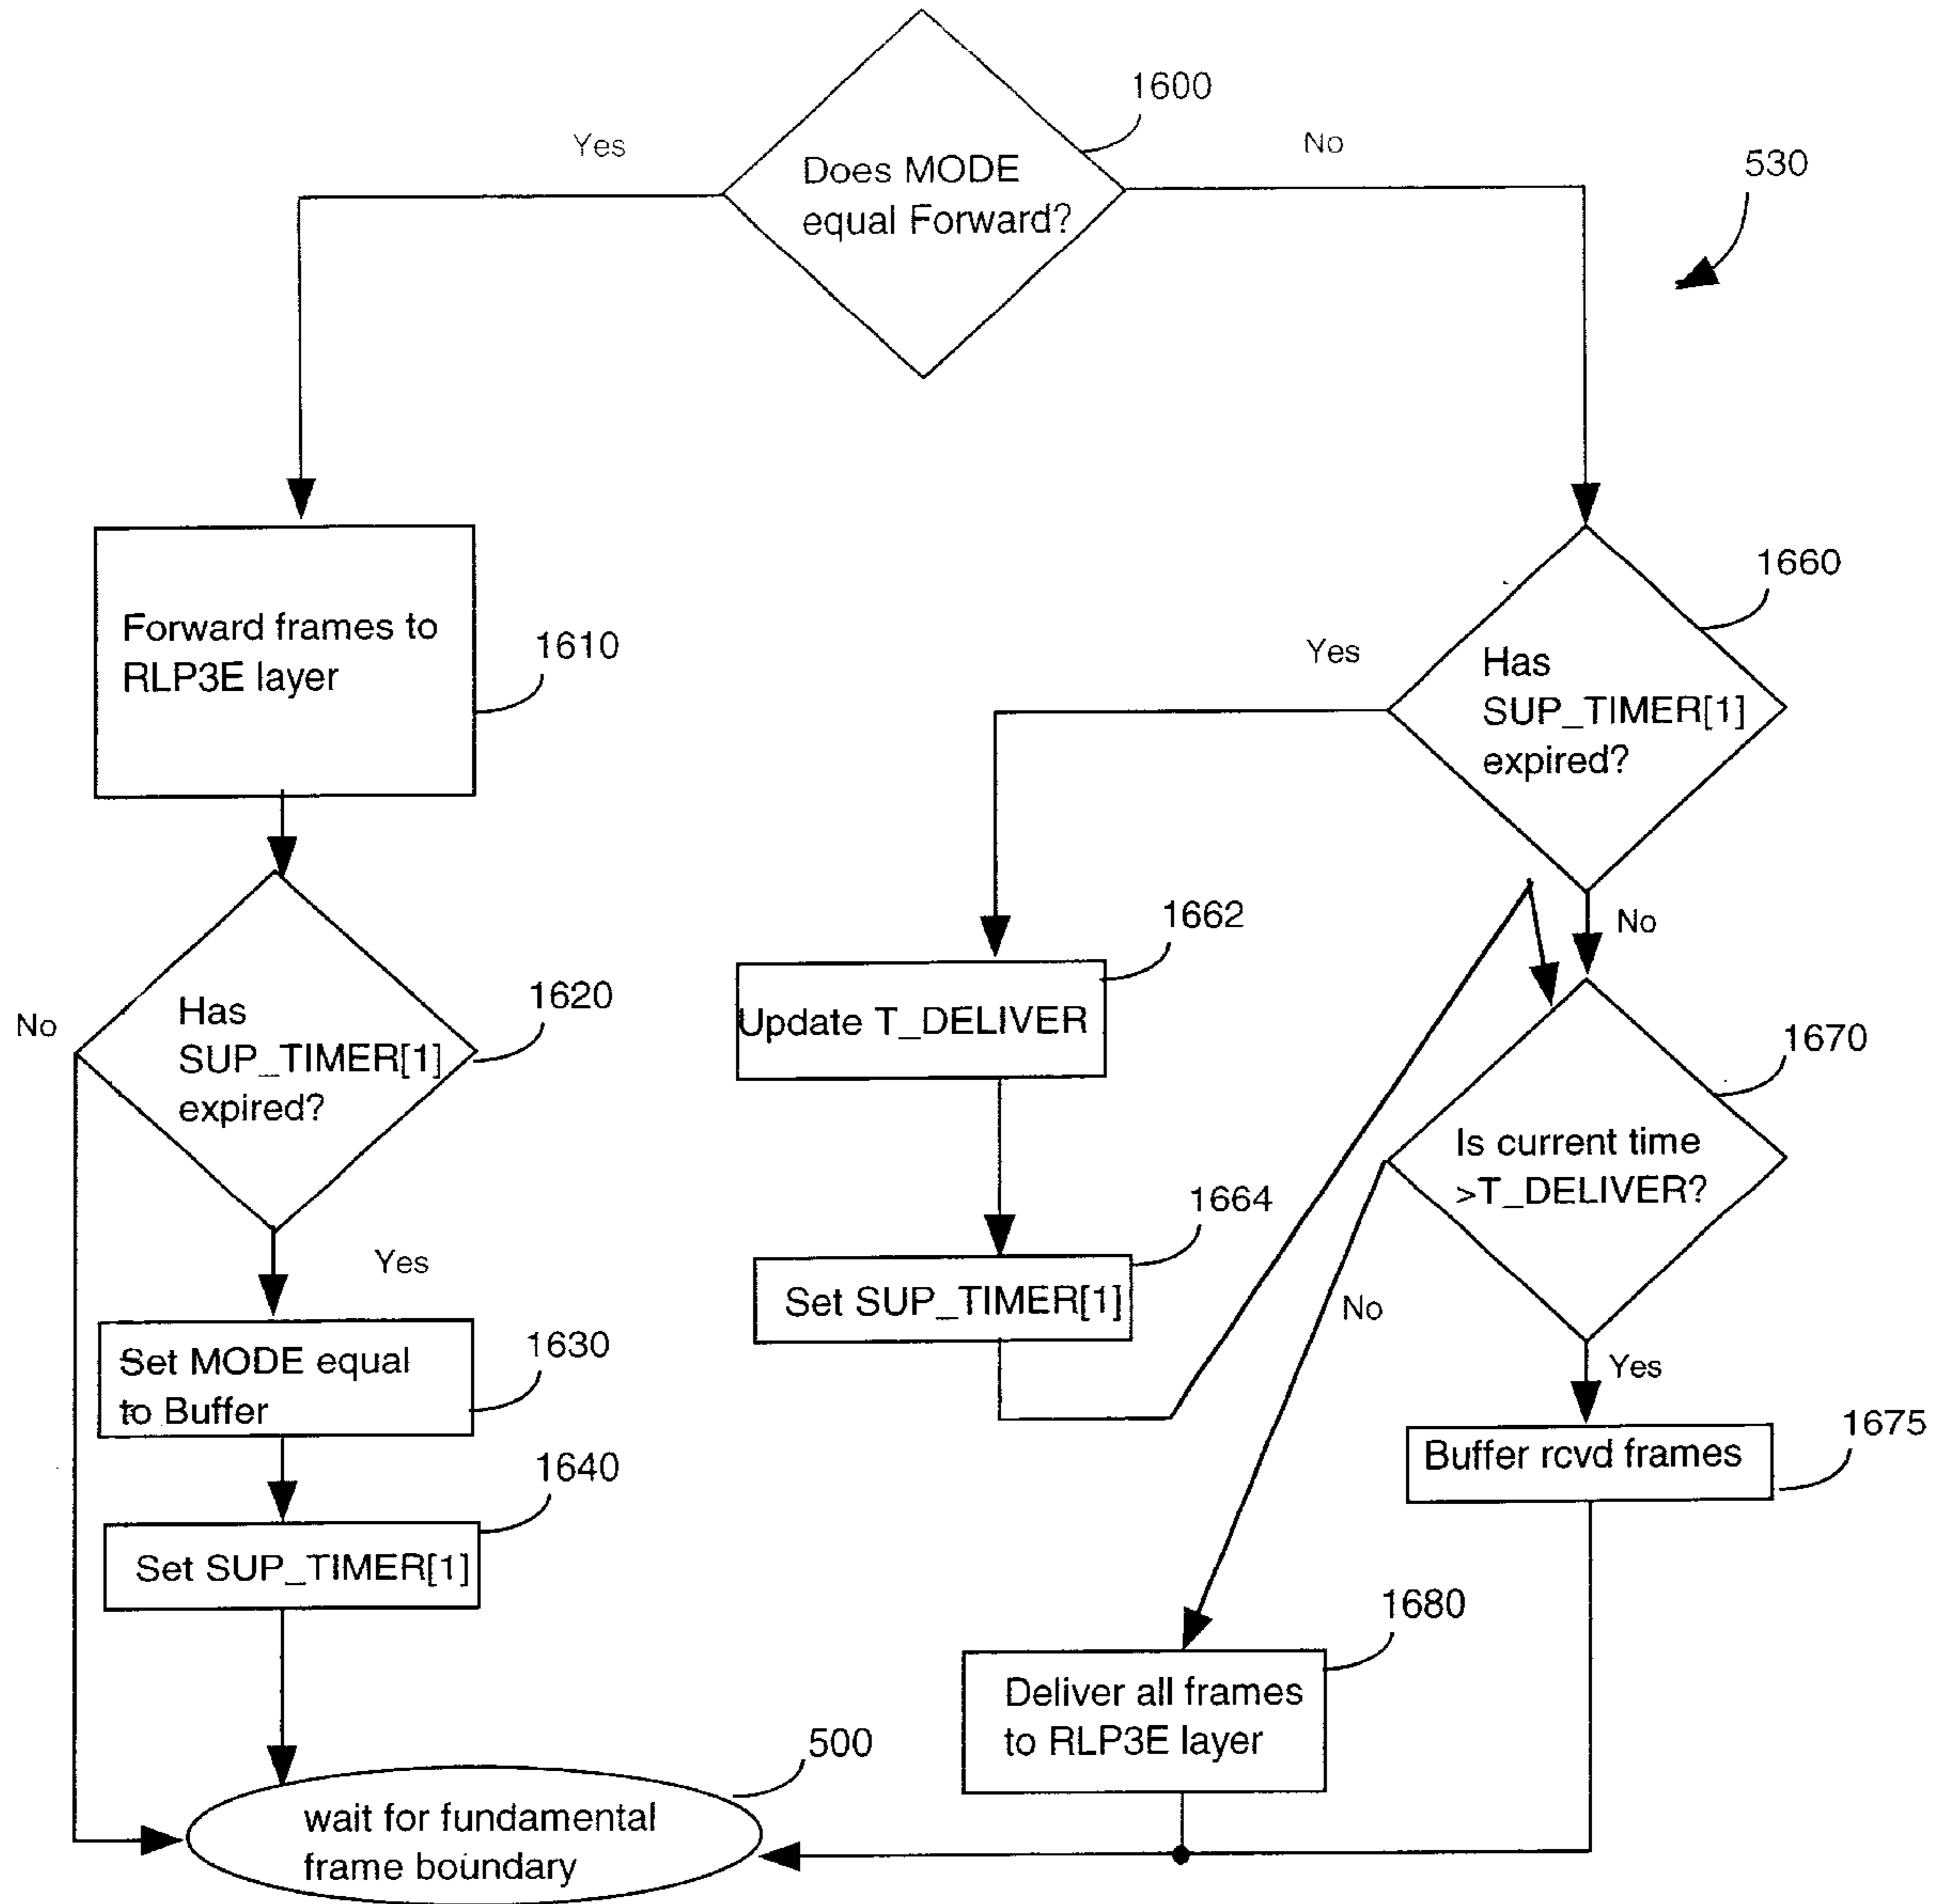 1600
Yes
No
Does MODE
equal Forward?
530
Forward frames to
RLP3E layer
1610
1660
Yes
Has
SUP_TIMER[1]
expired?
No
1662
Update T_DELIVER
No
Has
SUP_TIMER[1]
expired?
1620
1670
Is current time
>T_DELIVER?
1664
Set SUP_TIMER[1]
Yes
No
Yes
Set MODE equal
to Buffer
1630
1675
Buffer rcvd frames
1640
Set SUP_TIMER[1]
1680
Deliver all frames
to RLP3E layer
500
wait for fundamental
frame boundary